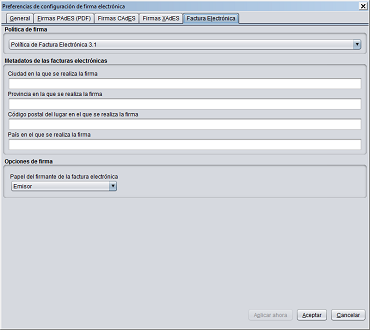 Preferencias de configuración de firma electrónica
General Firmas PAdES (PDF) Firmas CAdES Firmas XAdES Factura Electrónica
Política de firma
Política de Factura Electrónica 3.1
Metadatos de las facturas electrónicas
Ciudad en la que se realiza la firma
Provincia en la que se realiza la firma
Código postal del lugar en el que se realiza la firma
País en el que se realiza la firma
Opciones de firma
Papel del firmante de la factura electrónica
Emisor
Aplicar ahora Aceptar Cancelar